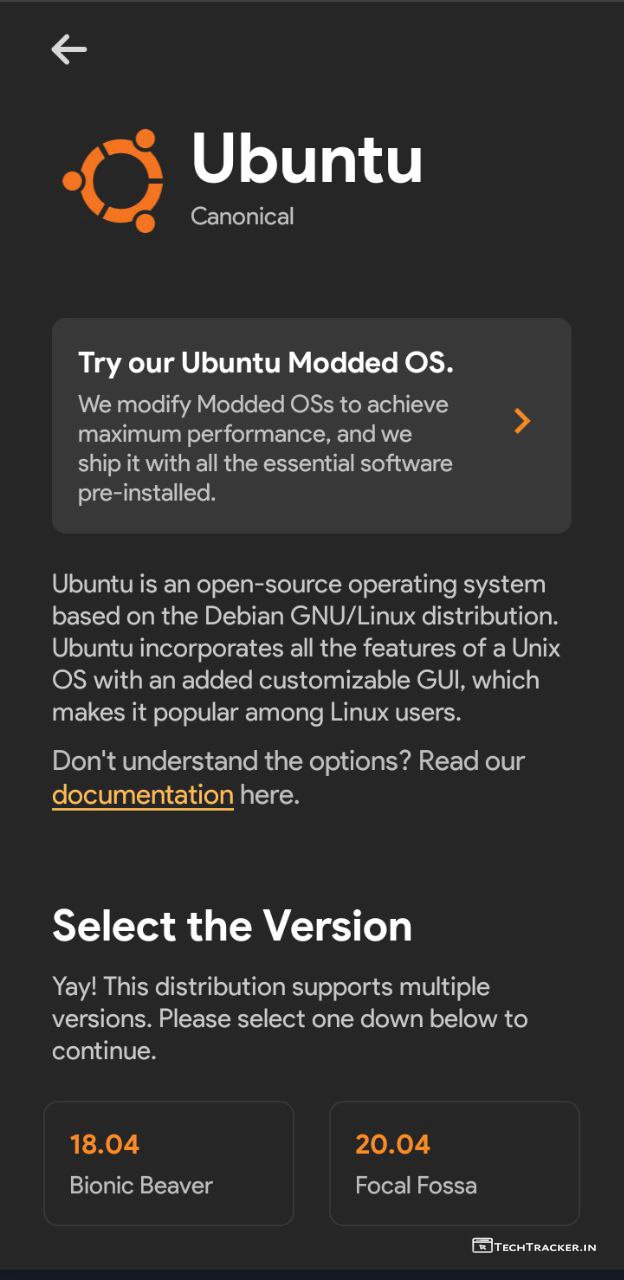 Ubuntu
Canonical
Try our Ubuntu Modded OS.
We modify Modded OSs to achieve
maximum performance, and we
ship it with all the essential software
pre-installed.
Ubuntu is an open-source operating system
based on the Debian GNU/Linux distribution.
Ubuntu incorporates all the features of a Unix
OS with an added customizable GUI, which
makes it popular among Linux users.
Don't understand the options? Read our
documentation here.
Select the Version
Yay! This distribution supports multiple
versions. Please select one down below to
continue.
18.04
Bionic Beaver
20.04
Focal Fossa
TechTracker.in